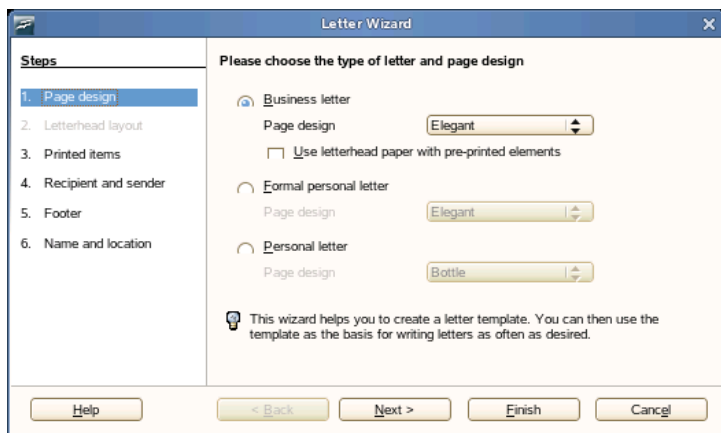 Letter Wizard
Steps
1. Page design
2. Letterhead layout
3. Printed items
4. Recipient and sender
5. Footer
6. Name and location
Please choose the type of letter and page design
Business letter
Page design Elegant
Use letterhead paper with pre-printed elements
Formal personal letter
Page design Elegant
Personal letter
Page design Bottle
This wizard helps you to create a letter template. You can then use the
template as the basis for writing letters as often as desired.
Help < Back Next > Finish Cancel